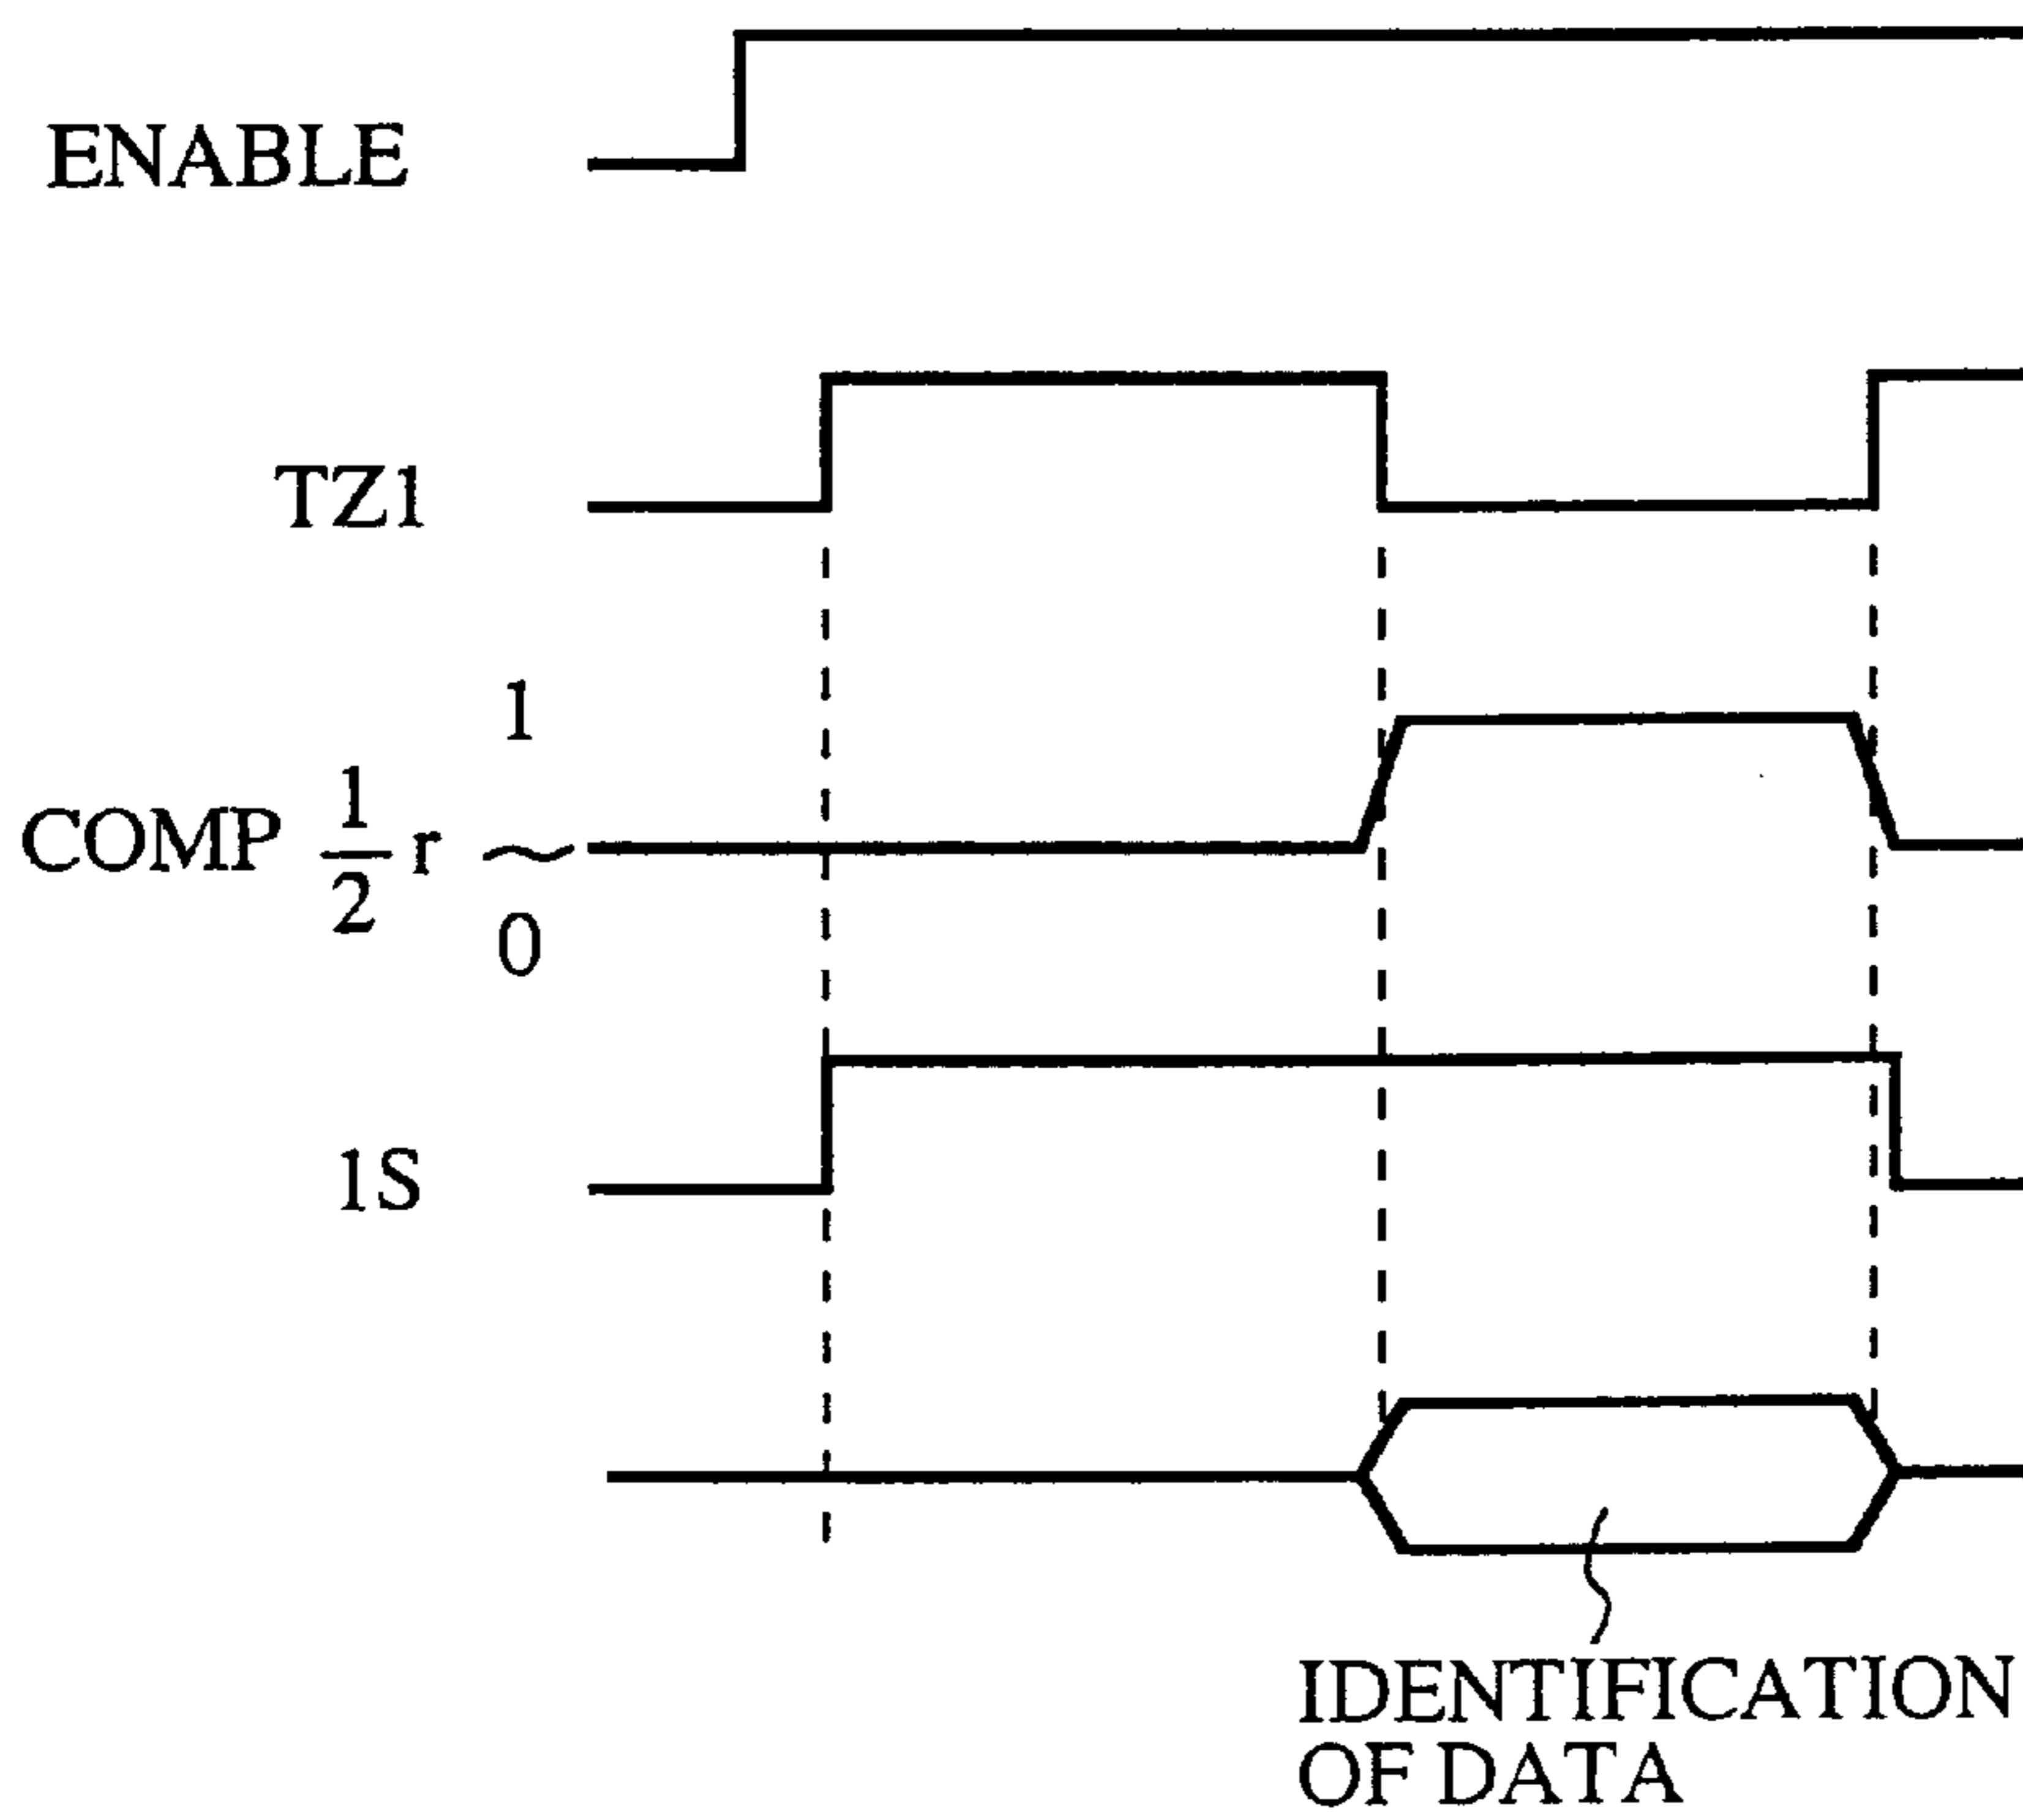 ENABLE
TZ1
1
COMP 1/2 r ~
0
1S
IDENTIFICATION
OF DATA